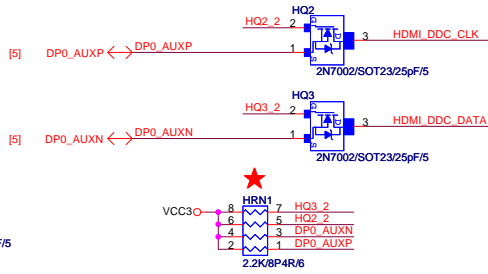 HQ2
HQ2_2 2 G
3 HDMI_DDC_CLK
[5] DP0_AUXP DP0_AUXP 1 S
2N7002/SOT23/25pF/5
HQ3
HQ3_2 2 G
3 HDMI_DDC_DATA
[5] DP0_AUXN DP0_AUXN 1 S
2N7002/SOT23/25pF/5
HRN1
VCC3 8 7 HQ3_2
6 5 HQ2_2
4 3 DP0_AUXN
2 1 DP0_AUXP
2.2K/8P4R/6
F/5